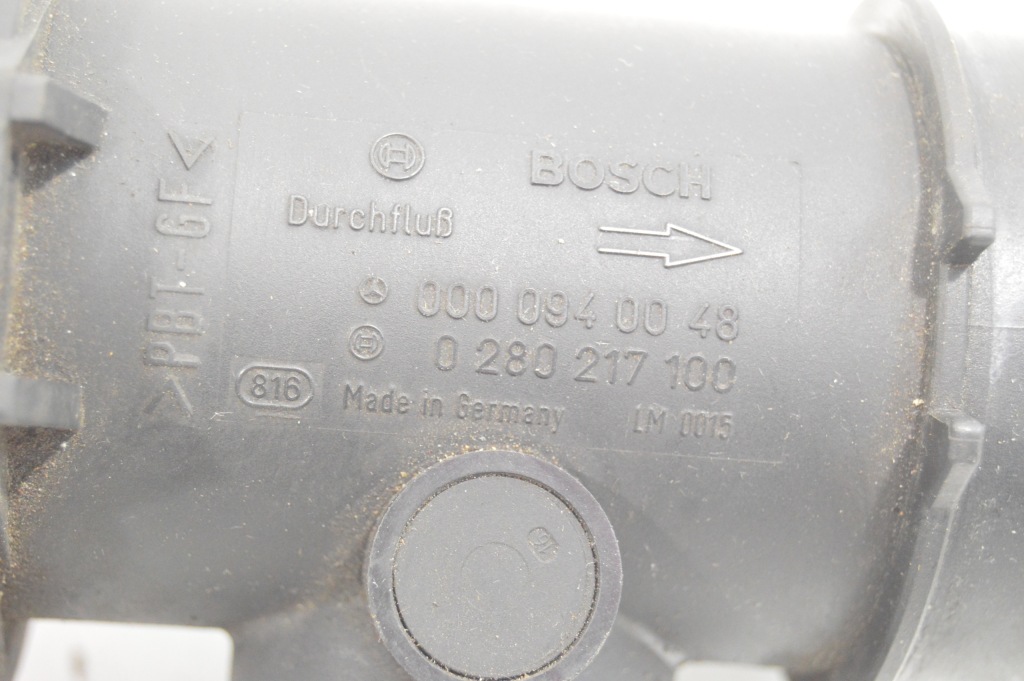 BOSCH
Durchfluß
000 094 00 48
0 280 217 100
816
Made in Germany LM 0015
>PBT-GF<